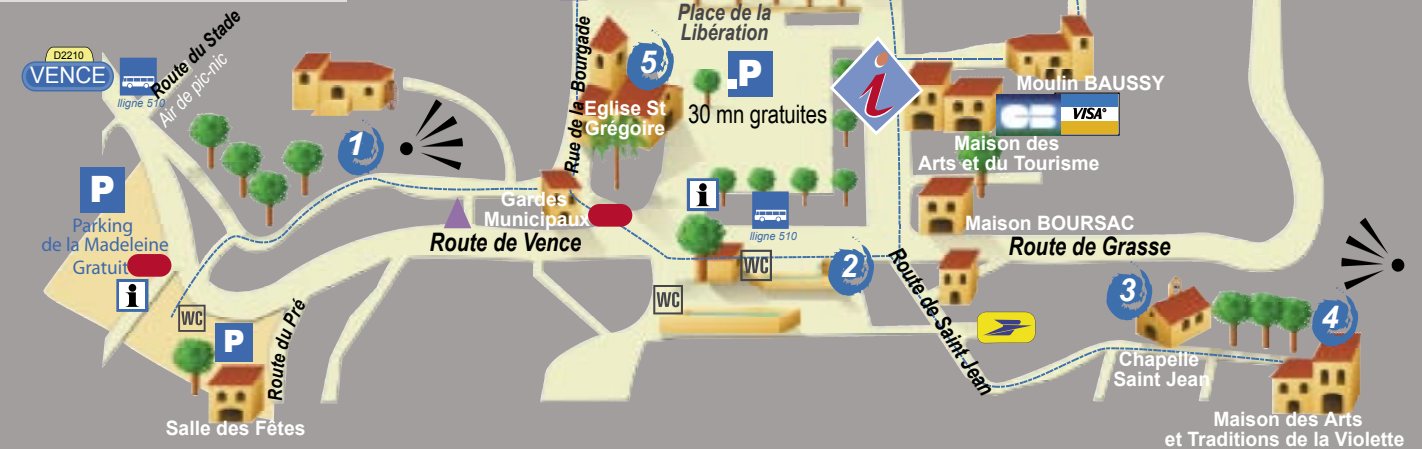 Place de la
Libération
P
30 mn gratuites
i
Moulin BAUSSY
CB
VISA
Maison des
Arts et du Tourisme
D2210
VENCE
lligne 510
Route du Stade
Air de pic-nic
1
5
Rue de la Bourgade
Eglise St
Grégoire
P
Parking
de la Madeleine
Gratuit
i
WC
P
Salle des Fêtes
Route du Pré
Gardes
Municipaux
Route de Vence
i
lligne 510
WC
WC
2
Maison BOURSAC
Route de Grasse
Route de Saint Jean
3
Chapelle
Saint Jean
4
Maison des Arts
et Traditions de la Violette